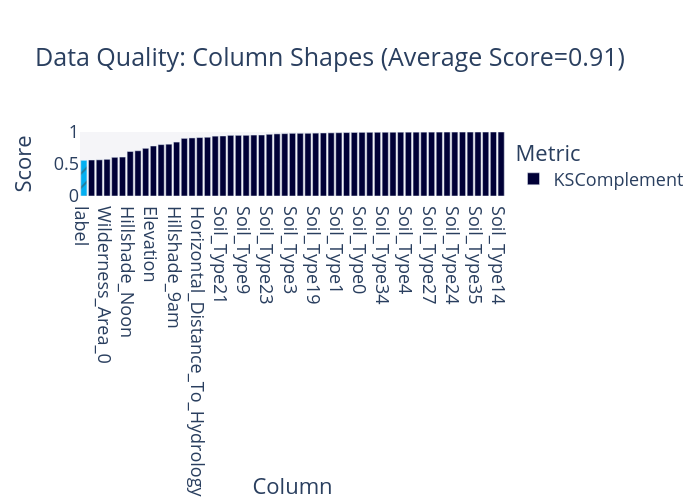 Data Quality: Column Shapes (Average Score=0.91)
Score
1
0.5
0
Metric
KSComplement
label
Wilderness_Area_0
Hillshade_Noon
Elevation
Hillshade_9am
Horizontal_Distance_To_Hydrology
Soil_Type21
Soil_Type9
Soil_Type23
Soil_Type3
Soil_Type19
Soil_Type1
Soil_Type0
Soil_Type34
Soil_Type4
Soil_Type27
Soil_Type24
Soil_Type35
Soil_Type14
Column